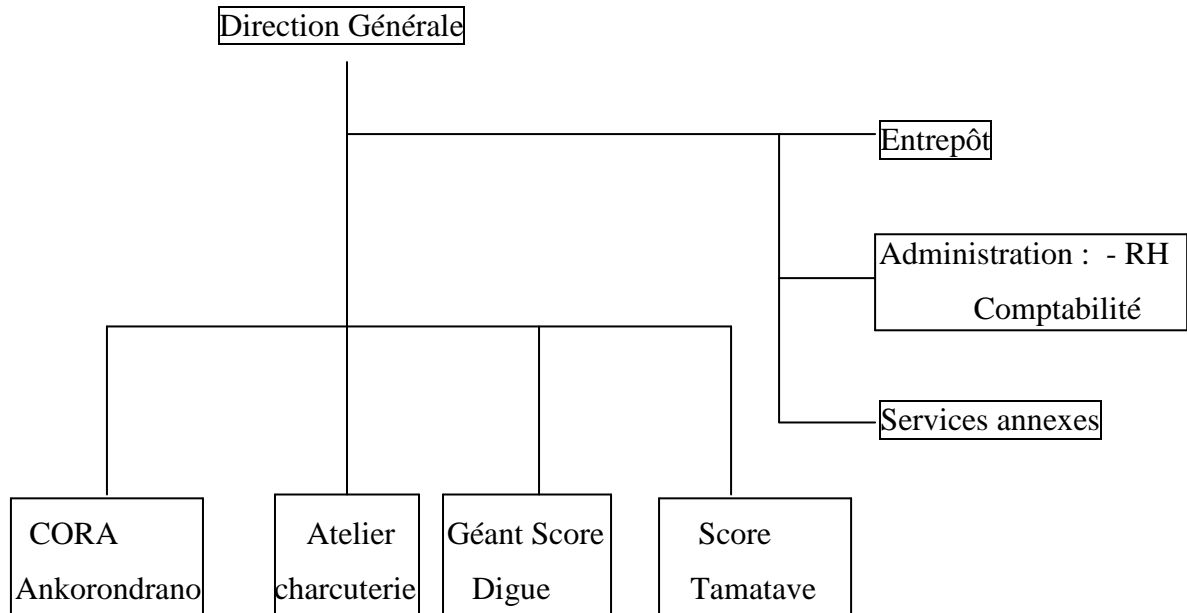 Direction Générale
Entrepôt
Administration : - RH
Comptabilité
Services annexes
CORA
Ankorondrano
Atelier
charcuterie
Géant Score
Digue
Score
Tamatave